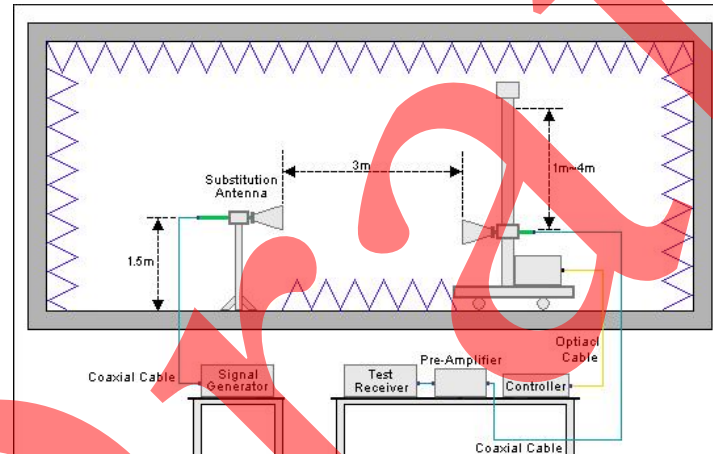 3m
1m~4m
Substitution
Antenna
1.5m
Optiacl
Cable
Pre-Amplifier
Coaxial Cable
Signal
Generator
Test
Receiver
Controller
Coaxial Cable